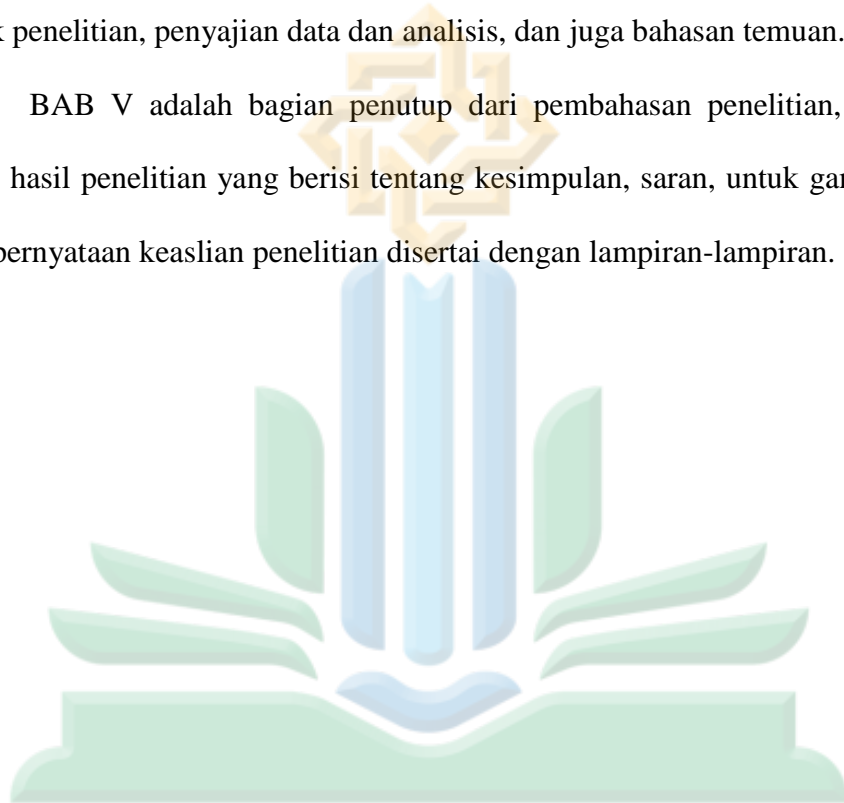 penelitian, penyajian data dan analisis, dan juga bahasan temuan.
BAB V adalah bagian penutup dari pembahasan penelitian,
hasil penelitian yang berisi tentang kesimpulan, saran, untuk
pernyataan keaslian penelitian disertai dengan lampiran-lampiran.